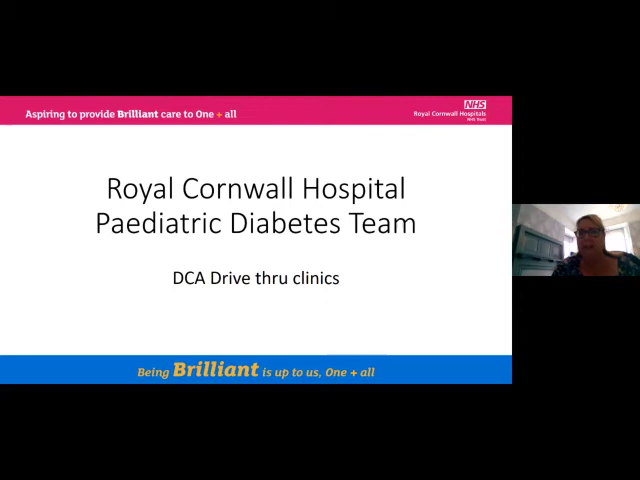 Aspiring to provide Brilliant care to One + all
NHS
Royal Cornwall Hospitals
NHS Trust
Royal Cornwall Hospital
Paediatric Diabetes Team
DCA Drive thru clinics
Being Brilliant is up to us, One + all